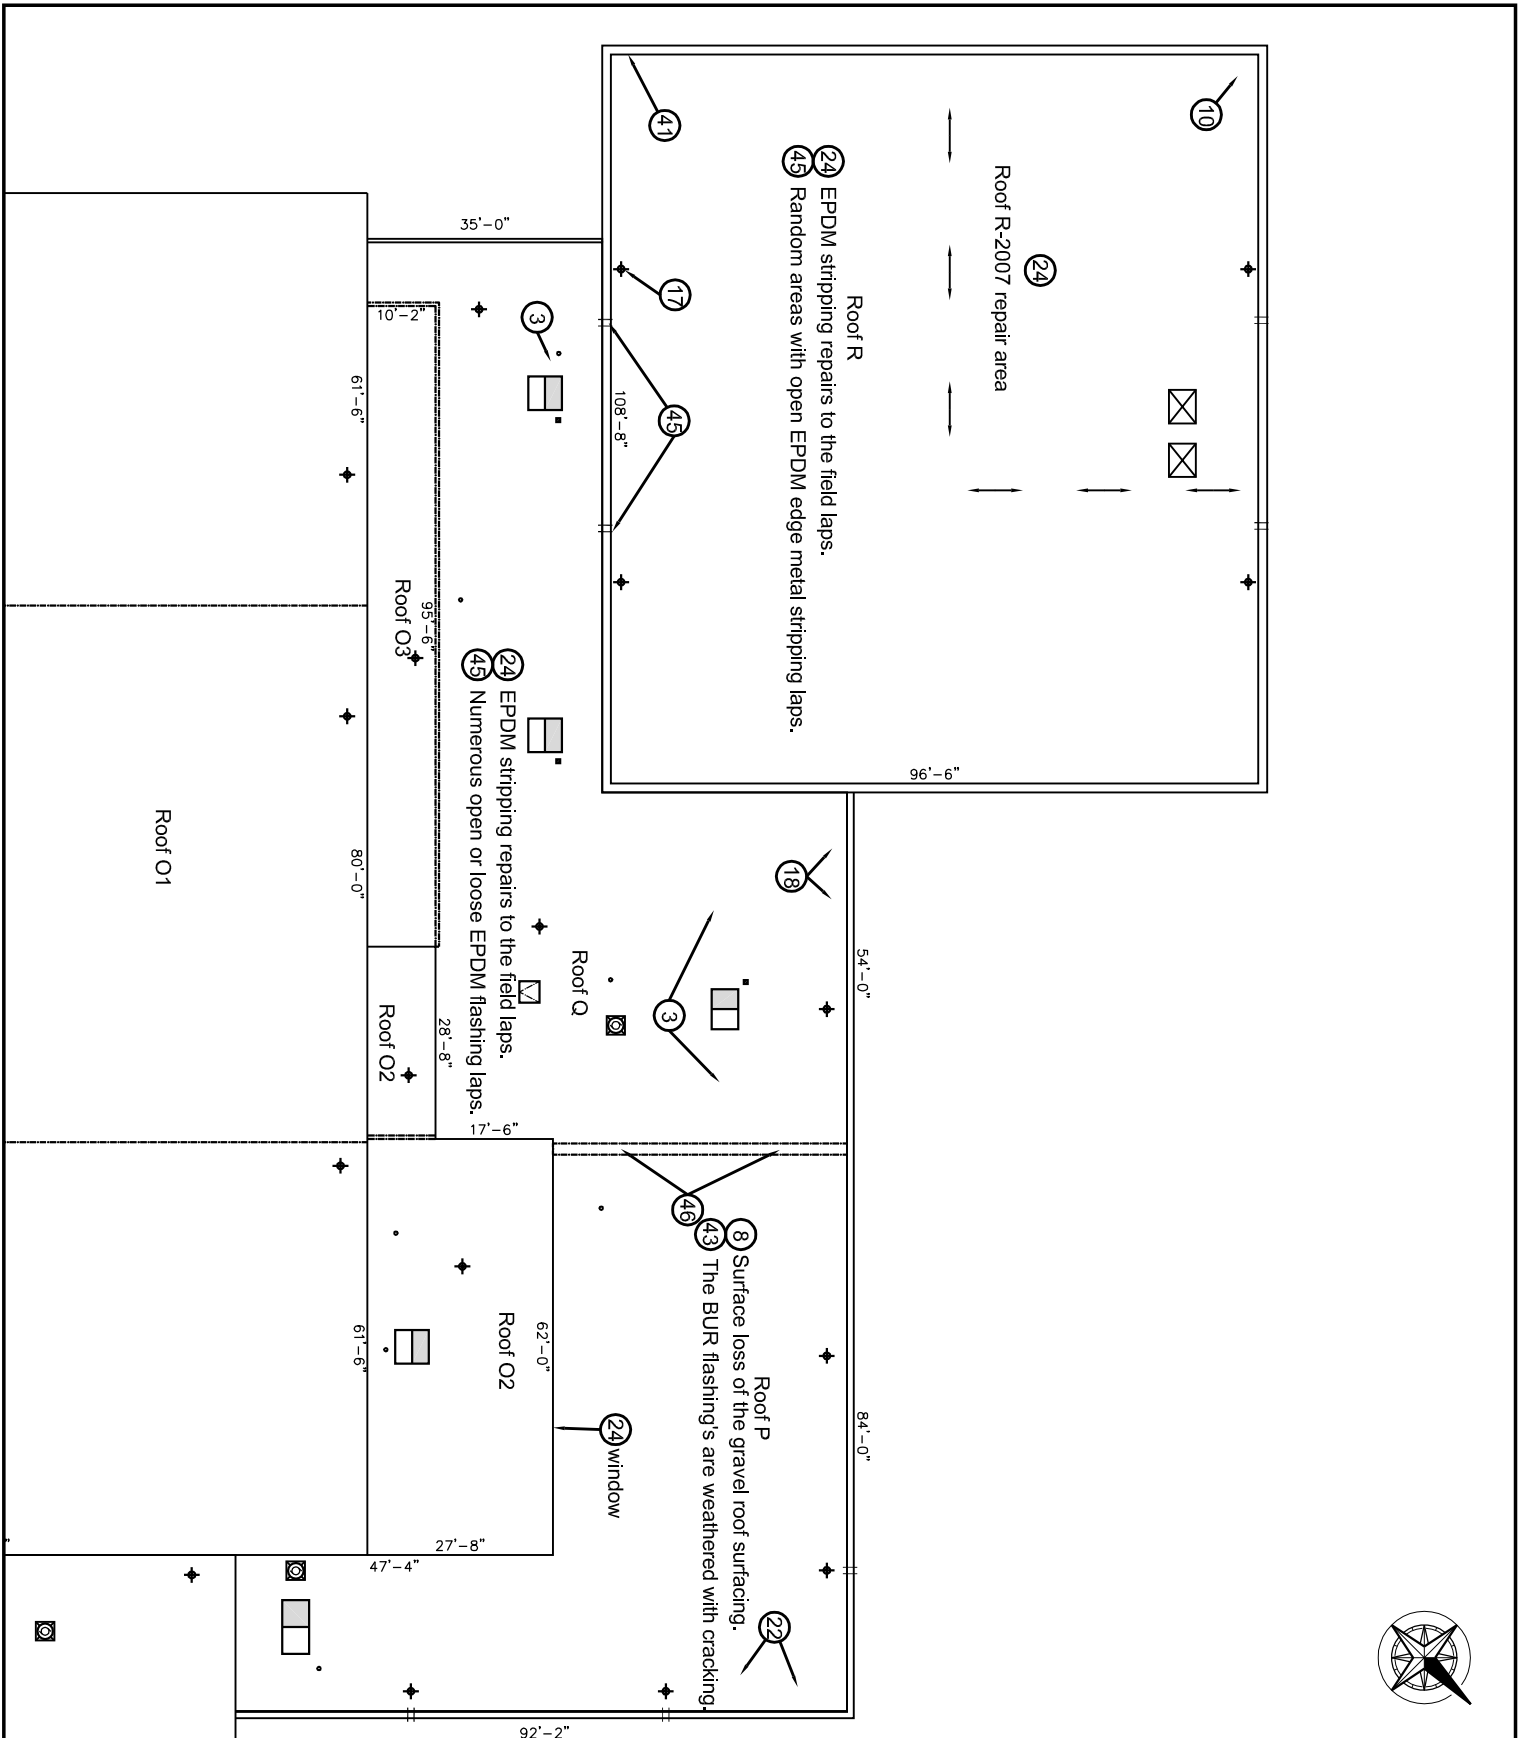 10
41
24
Roof R-2007 repair area
Roof R
24 EPDM stripping repairs to the field laps.
45 Random areas with open EPDM edge metal stripping laps.
17
45
108'-8"
96'-6"
35'-0"
10'-2"
3
61'-6"
95'-6"
Roof O3
24 EPDM stripping repairs to the field laps.
45 Numerous open or loose EPDM flashing laps.
18
54'-0"
3
Roof Q
80'-0"
Roof O1
28'-8"
Roof O2
17'-6"
46
Roof P
8 Surface loss of the gravel roof surfacing.
43 The BUR flashing's are weathered with cracking.
84'-0"
62'-0"
Roof O2
61'-6"
24 window
27'-8"
47'-4"
22
92'-2"
"